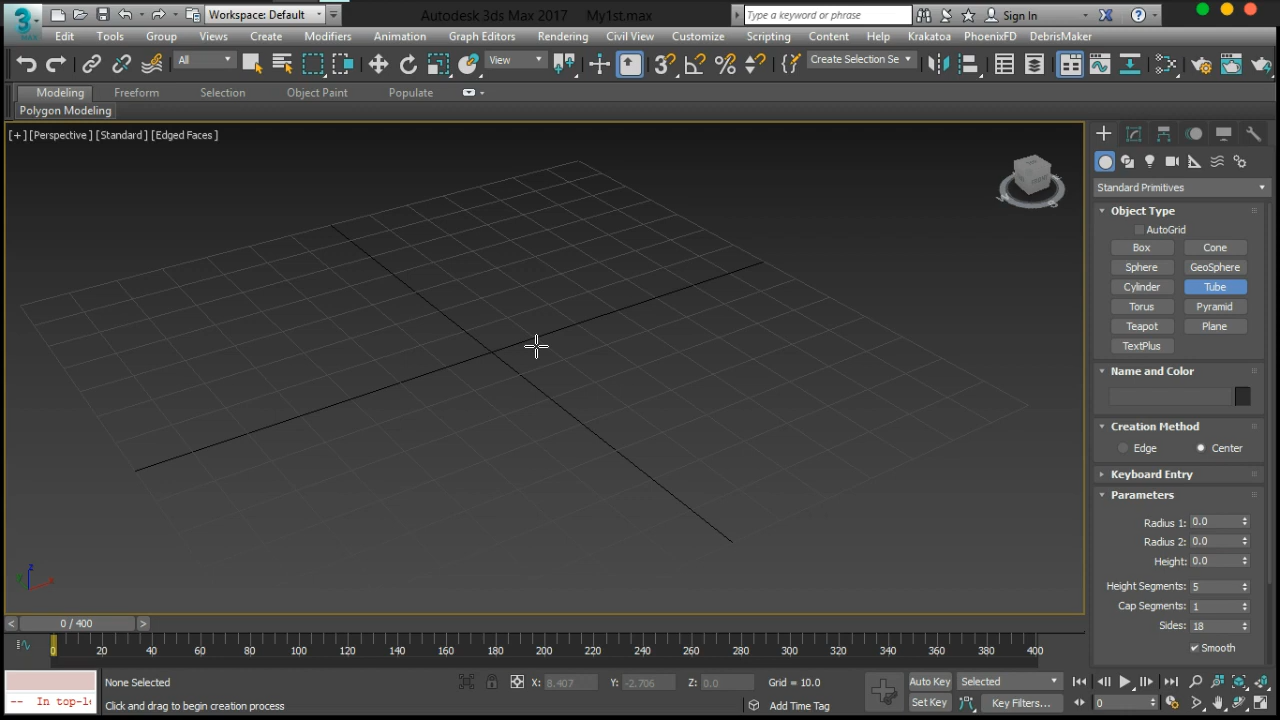 Workspace: Default
Autodesk 3ds Max 2017 My1st.max
Type a keyword or phrase
Sign In
3
MAX
Edit Tools Group Views Create Modifiers Animation Graph Editors Rendering Civil View Customize Scripting Content Help Krakatoa PhoenixFD DebrisMaker
All
View
3
Create Selection Se
Modeling Freeform Selection Object Paint Populate
Polygon Modeling
[+] [Perspective] [Standard] [Edged Faces]
Standard Primitives
Object Type
AutoGrid
Box Cone
Sphere GeoSphere
Cylinder Tube
Torus Pyramid
Teapot Plane
TextPlus
Name and Color
Creation Method
Edge Center
Keyboard Entry
Parameters
Radius 1: 0.0
Radius 2: 0.0
Height: 0.0
Height Segments: 5
Cap Segments: 1
Sides: 18
Smooth
z
y
x
< 0 / 400 >
0 20 40 60 80 100 120 140 160 180 200 220 240 260 280 300 320 340 360 380 400
None Selected
X: 8.407 Y: -2.706 Z: 0.0 Grid = 10.0
Auto Key Selected
-- In top-le
Click and drag to begin creation process
Add Time Tag
Set Key Key Filters... 0